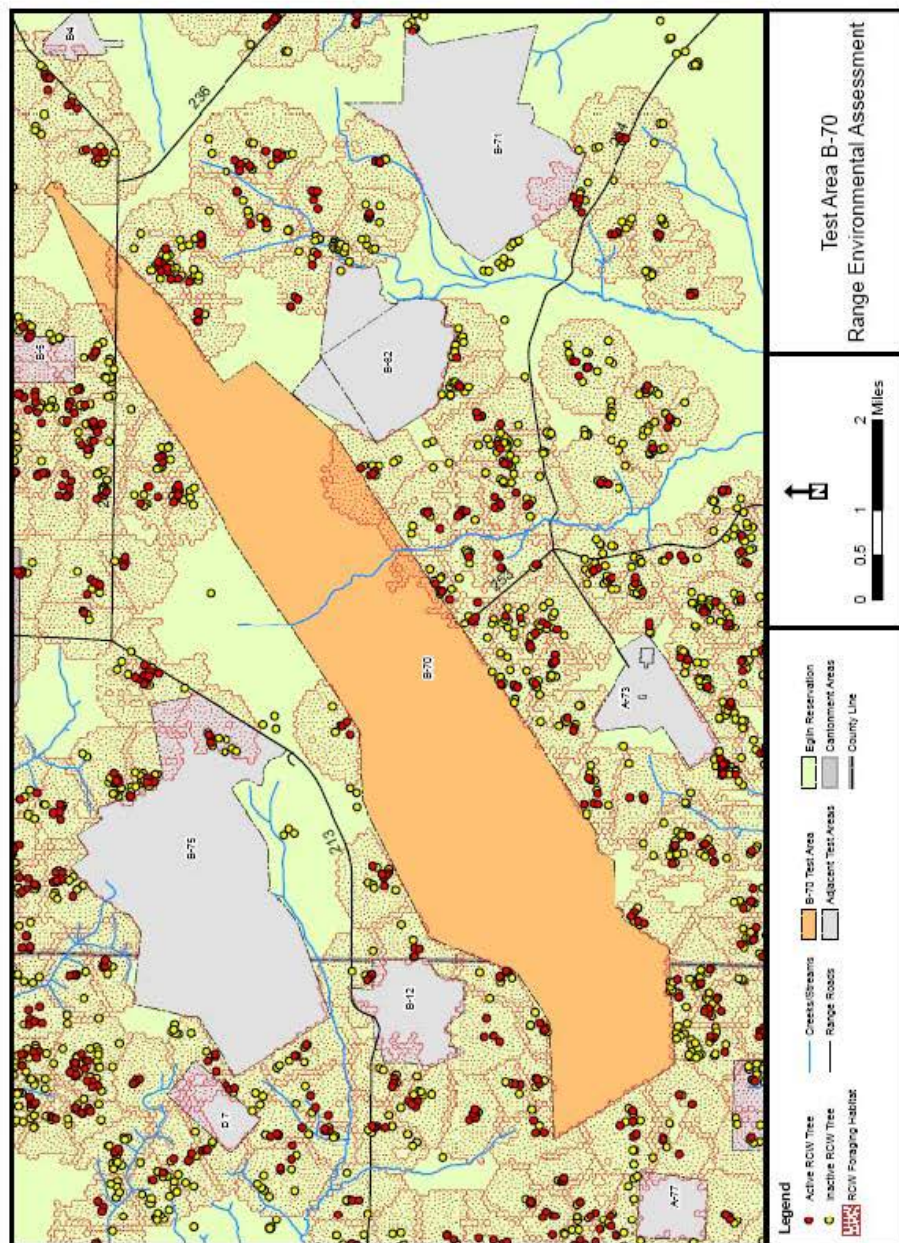 B4
236
B-71
B-5
B-82
253
B-70
A-73
B-75
213
B-12
A-77
Legend
Active RCW Tree
Inactive RCW Tree
RCW Foraging Habitat
Creeks/Streams
Range Roads
B-70 Test Area
Adjacent Test Areas
Eglin Reservation
Cantonment Areas
County Line
N
0 0.5 1 2
Miles
Test Area B-70
Range Environmental Assessment